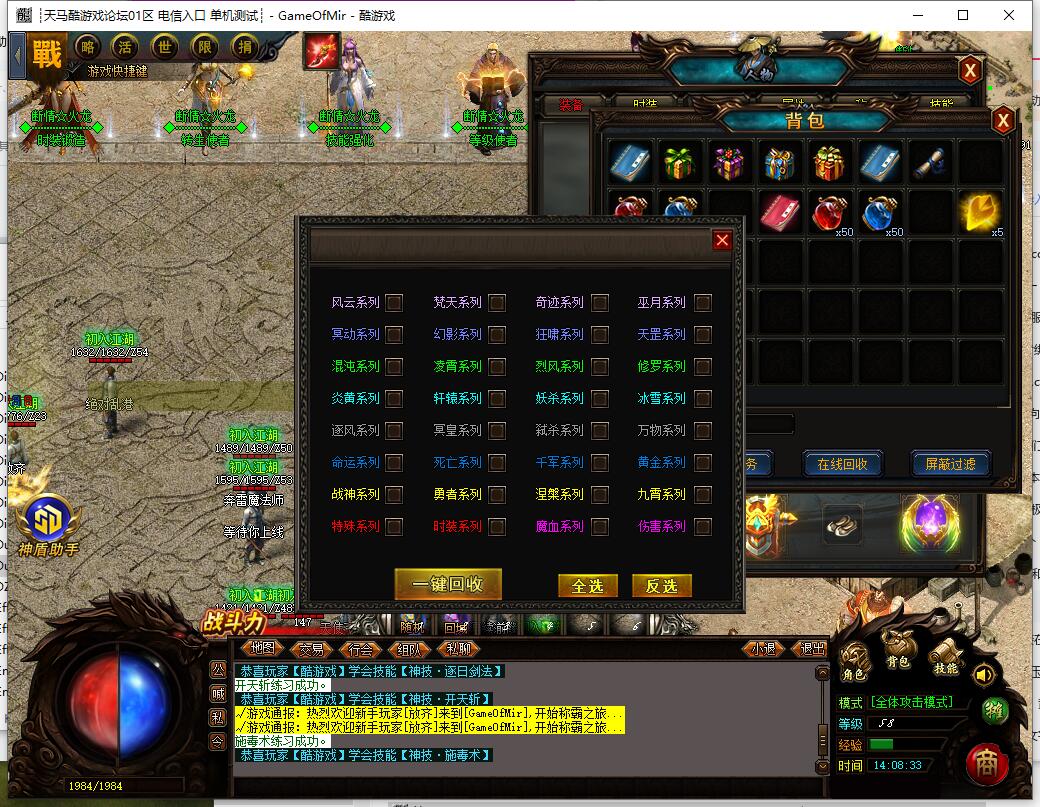 天马酷游戏论坛01区 电信入口 单机测试 - GameOfMir - 酷游戏
戰 略 活 世 限 捐
游戏快捷键
断情☆火龙 断情☆火龙 断情☆火龙 断情☆火龙
时装锻造 转生使者 技能强化 等级使者
人物
装备 时装 技能
背包
x50 x50 x5
风云系列 梵天系列 奇迹系列 巫月系列
冥动系列 幻影系列 狂啸系列 天罡系列
混沌系列 凌霄系列 烈风系列 修罗系列
炎黄系列 轩辕系列 妖杀系列 冰雪系列
逐风系列 冥皇系列 弑杀系列 万物系列
命运系列 死亡系列 千军系列 黄金系列
战神系列 勇者系列 涅槃系列 九霄系列
特殊系列 时装系列 魔血系列 伤害系列
一键回收 全选 反选
在线回收 屏蔽过滤
初入江湖
1632/1632/Z54
绝对乱港
初入江湖
1489/1489/Z50
初入江湖
1595/1595/Z53
奔雷魔法师
等待你上线
神盾助手
战斗力 147
随机 回城 5 6
地图 交易 行会 组队 私聊 小退 退出
公
喊
私
令
恭喜玩家【酷游戏】学会技能【神技·逐日剑法】
开天斩练习成功。
恭喜玩家【酷游戏】学会技能【神技·开天斩】
√游戏通报：热烈欢迎新手玩家[放齐]来到[GameOfMir],开始称霸之旅...
√游戏通报：热烈欢迎新手玩家[放齐]来到[GameOfMir],开始称霸之旅...
施毒术练习成功。
恭喜玩家【酷游戏】学会技能【神技·施毒术】
1984/1984
角色 背包 技能
模式 [全体攻击模式]
等级 58
经验
时间 14:08:33
商